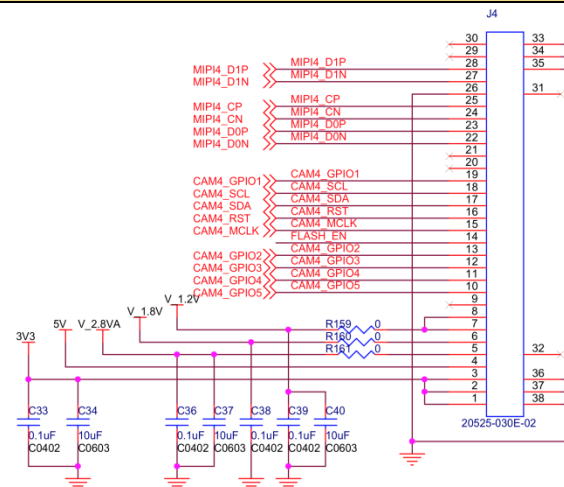 J4
30 33
29 34
MIPI4_D1P MIPI4_D1P 28 35
MIPI4_D1N MIPI4_D1N 27
26 31
MIPI4_CP MIPI4_CP 25
MIPI4_CN MIPI4_CN 24
MIPI4_D0P MIPI4_D0P 23
MIPI4_D0N MIPI4_D0N 22
21
20
CAM4_GPIO1 CAM4_GPIO1 19
CAM4_SCL CAM4_SCL 18
CAM4_SDA CAM4_SDA 17
CAM4_RST CAM4_RST 16
CAM4_MCLK CAM4_MCLK 15
FLASH_EN 14
CAM4_GPIO2 CAM4_GPIO2 13
CAM4_GPIO3 CAM4_GPIO3 12
CAM4_GPIO4 CAM4_GPIO4 11
CAM4_GPIO5 CAM4_GPIO5 10
V_1.2V 9
V_1.8V 8
3V3 5V V_2.8VA R159 0 7
R160 0 6
R161 0 5 32
4
3 36
2 37
1 38
20525-030E-02
C33 C34 C36 C37 C38 C39 C40
0.1uF 10uF 0.1uF 10uF 0.1uF 0.1uF 10uF
C0402 C0603 C0402 C0603 C0402 C0402 C0603